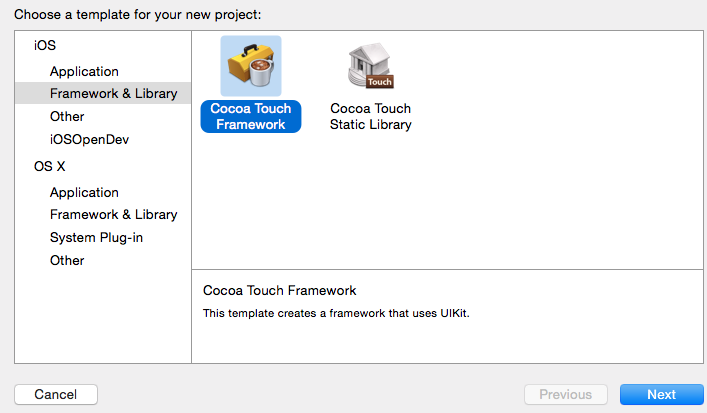 Choose a template for your new project:
iOS
Application
Framework & Library
Other
iOSOpenDev
OS X
Application
Framework & Library
System Plug-in
Other
Cocoa Touch
Framework
Touch
Cocoa Touch
Static Library
Cocoa Touch Framework
This template creates a framework that uses UIKit.
Cancel
Previous
Next